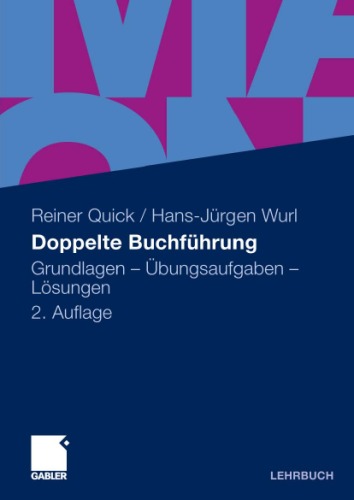 Reiner Quick / Hans-Jürgen Wurl
Doppelte Buchführung
Grundlagen – Übungsaufgaben –
Lösungen
2. Auflage
GABLER
LEHRBUCH